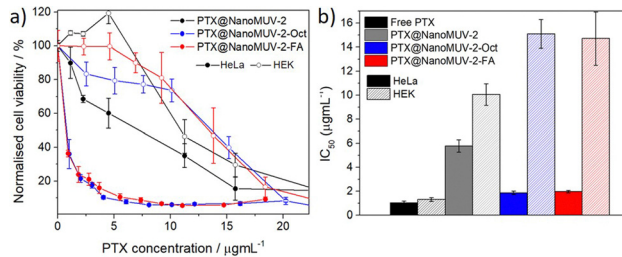 a)
Normalised cell viability / %
120
100
80
60
40
20
0 5 10 15 20
PTX concentration / µgmL-1
PTX@NanoMUV-2
PTX@NanoMUV-2-Oct
PTX@NanoMUV-2-FA
HeLa HEK
b)
IC50 (µgmL-1)
16
14
12
10
8
6
4
2
0
Free PTX
PTX@NanoMUV-2
PTX@NanoMUV-2-Oct
PTX@NanoMUV-2-FA
HeLa
HEK